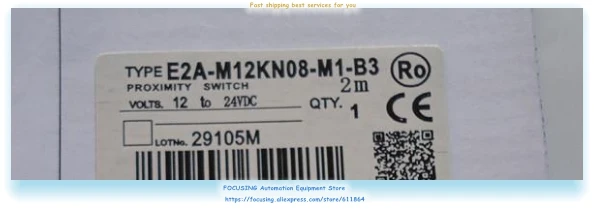 Fast shipping best services for you
TYPE E2A-M12KN08-M1-B3
PROXIMITY SWITCH 2m
VOLTS. 12 to 24VDC QTY. 1
LOTNo. 29105M
Ro
CE
FOCUSING Automation Equipment Store
https://focusing.aliexpress.com/store/611864